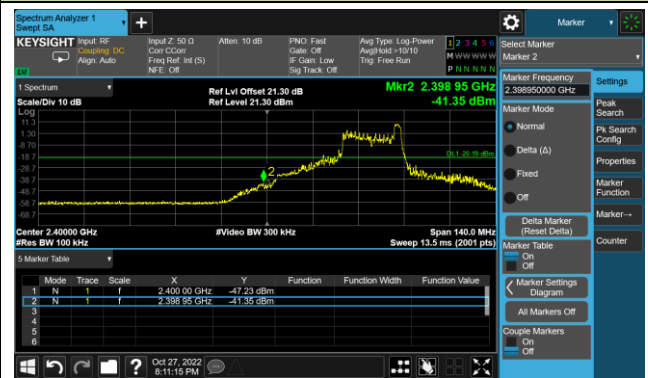 Spectrum Analyzer 1
Swept SA
Marker
KEYSIGHT
Input: RF
Coupling: DC
Align: Auto
Input Z: 50 Ω
Corr CCorr
Freq Ref: Int (S)
NFE: Off
Atten: 10 dB
PNO: Fast
Gate: Off
IF Gain: Low
Sig Track: Off
Avg Type: Log-Power
Avg|Hold >10/10
Trig: Free Run
1 2 3 4 5 6
M W W W W W
P N N N N N
LXI
Select Marker
Marker 2
1 Spectrum
Scale/Div 10 dB
Log
Ref Lvl Offset 21.30 dB
Ref Level 21.30 dBm
Mkr2 2.398 95 GHz
-41.35 dBm
11.3
1.30
-8.70
-18.7
-28.7
-38.7
-48.7
-58.7
-68.7
DL1 -20.19 dBm
2
Center 2.40000 GHz
#Res BW 100 kHz
#Video BW 300 kHz
Span 140.0 MHz
Sweep 13.5 ms (2001 pts)
5 Marker Table
Mode Trace Scale X Y Function Function Width Function Value
1 N 1 f 2.400 00 GHz -47.23 dBm
2 N 1 f 2.398 95 GHz -41.35 dBm
3
4
5
6
Marker Frequency
2.398950000 GHz
Marker Mode
Normal
Delta (Δ)
Fixed
Off
Delta Marker
(Reset Delta)
Marker Table
On
Off
Marker Settings
Diagram
All Markers Off
Couple Markers
On
Off
Settings
Peak
Search
Pk Search
Config
Properties
Marker
Function
Marker→
Counter
?
Oct 27, 2022
8:11:15 PM